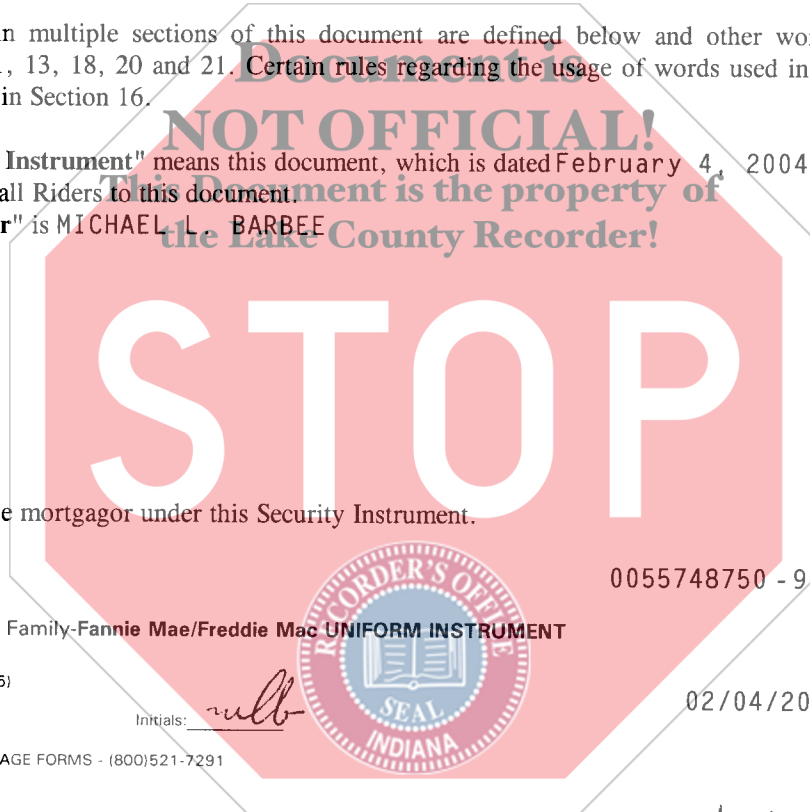 n multiple sections of this document are defined below and other wo
, 13, 18, 20 and 21. Certain rules regarding the usage of words used in
in Section 16.
Document is
NOT OFFICIAL!
This Document is the property of
the Lake County Recorder!
Instrument" means this document, which is dated February 4, 2004
all Riders to this document.
r" is MICHAEL L. BARBEE
STOP
e mortgagor under this Security Instrument.
0055748750 - 9
Family-Fannie Mae/Freddie Mac UNIFORM INSTRUMENT
5)
Initials: mlb
02/04/20
AGE FORMS - (800)521-7291
RECORDER'S OFFICE
SEAL
INDIANA